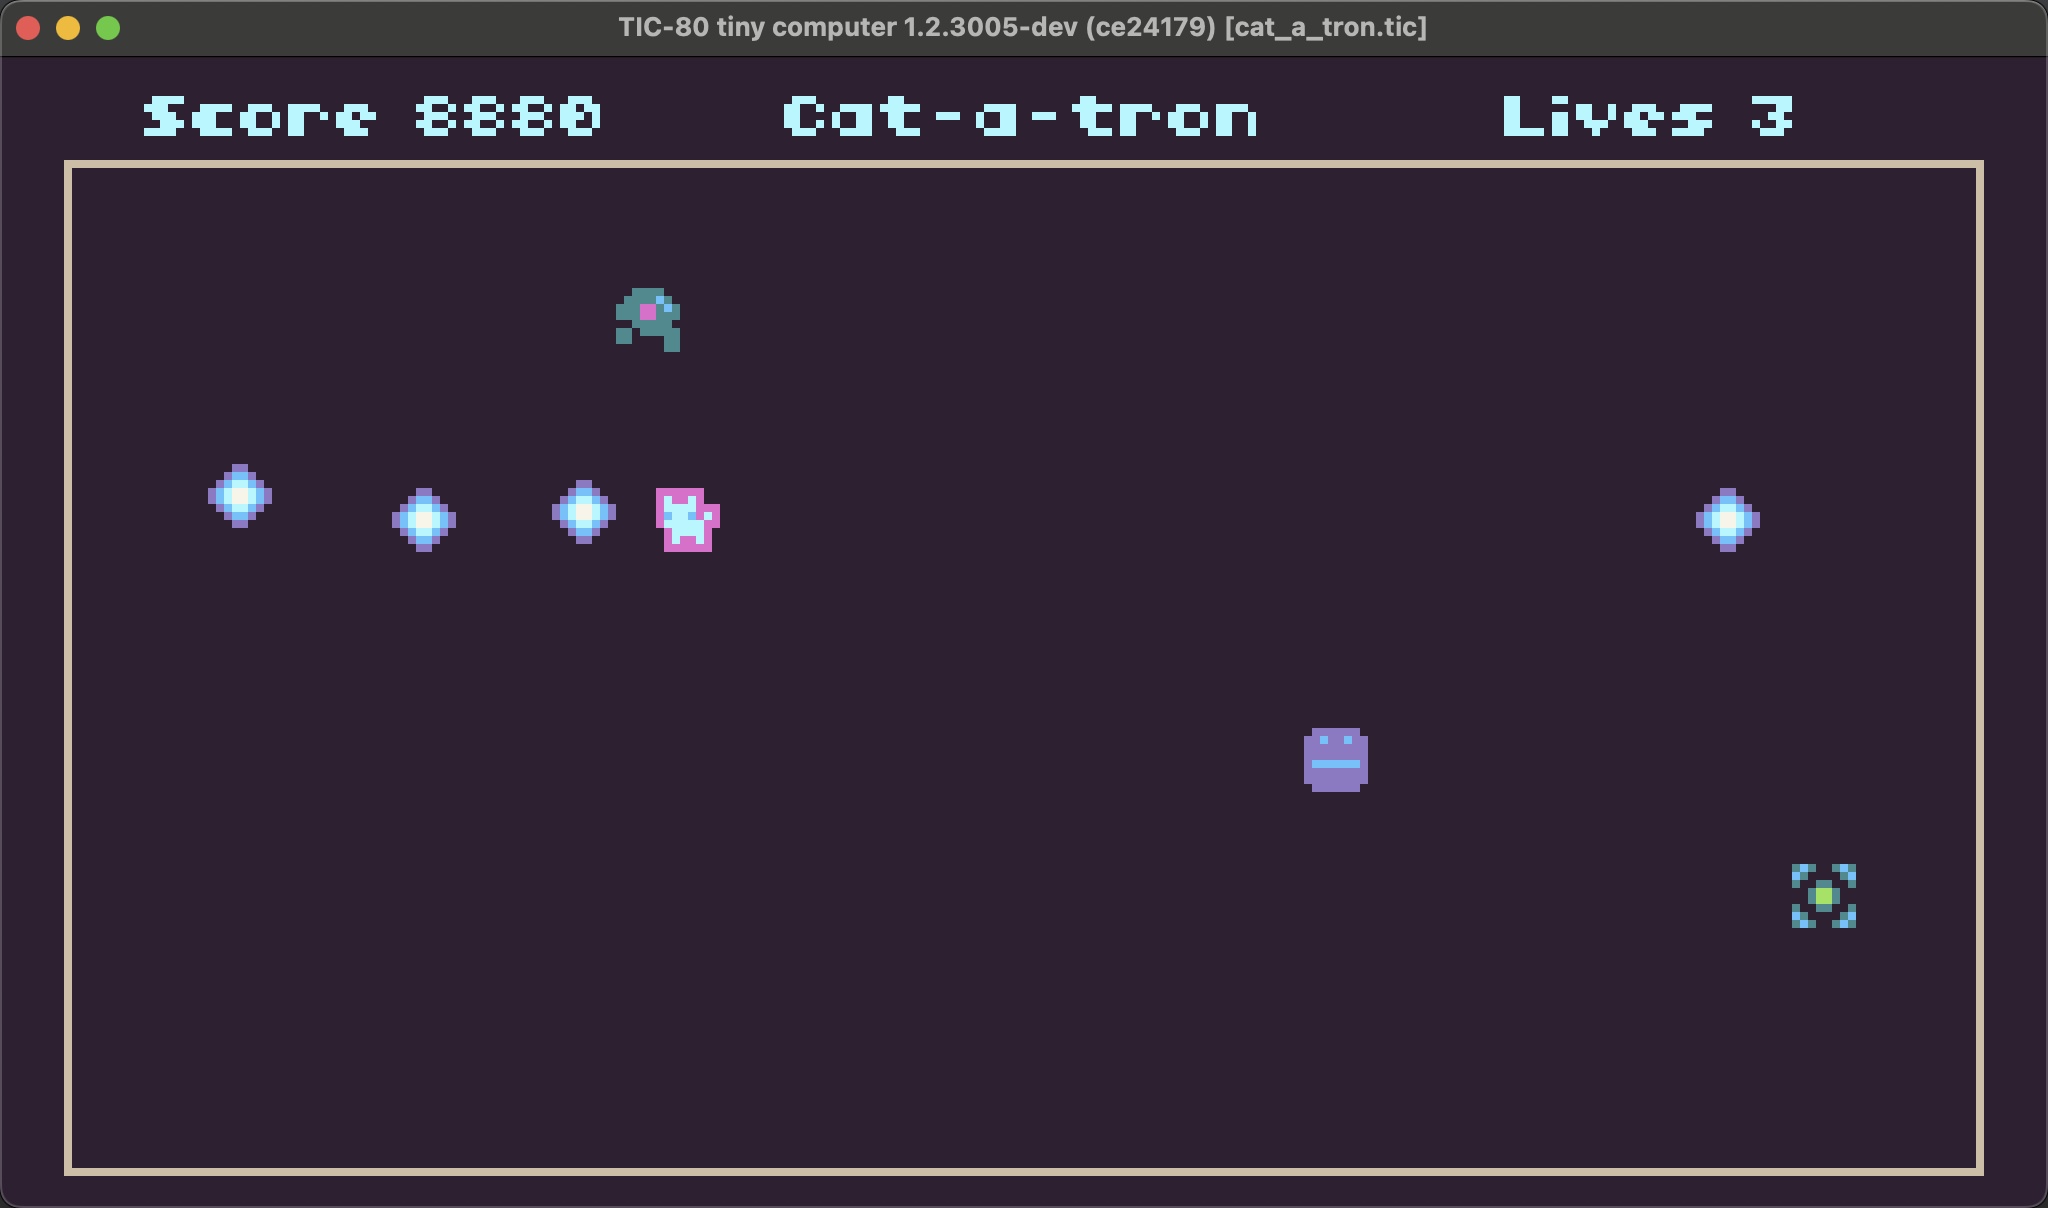 TIC-80 tiny computer 1.2.3005-dev (ce24179) [cat_a_tron.tic]
Score 8880 Cat-a-tron Lives 3